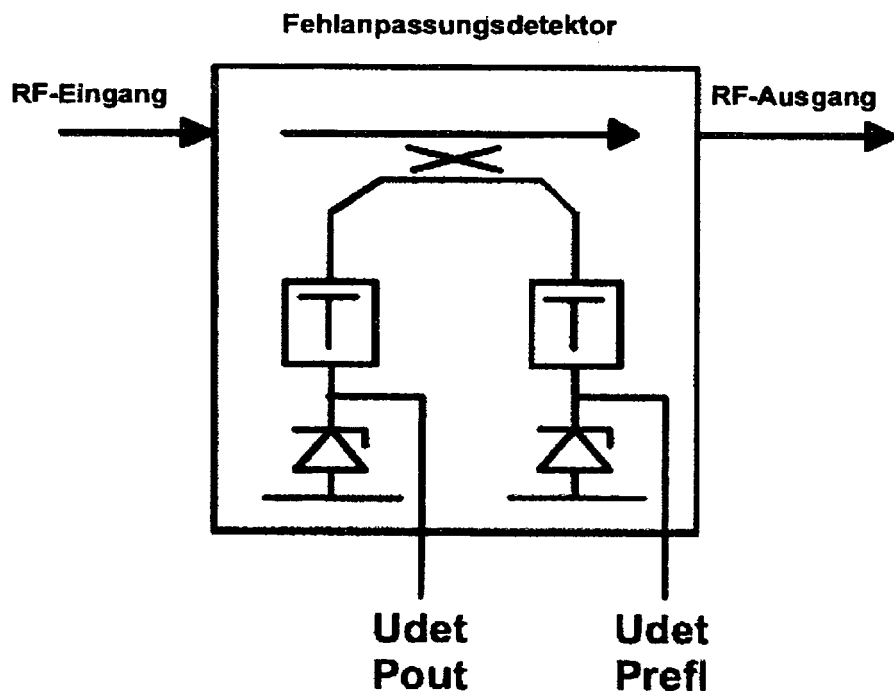 Fehlanpassungsdetektor
RF-Eingang
RF-Ausgang
Udet
Pout
Udet
Prefl